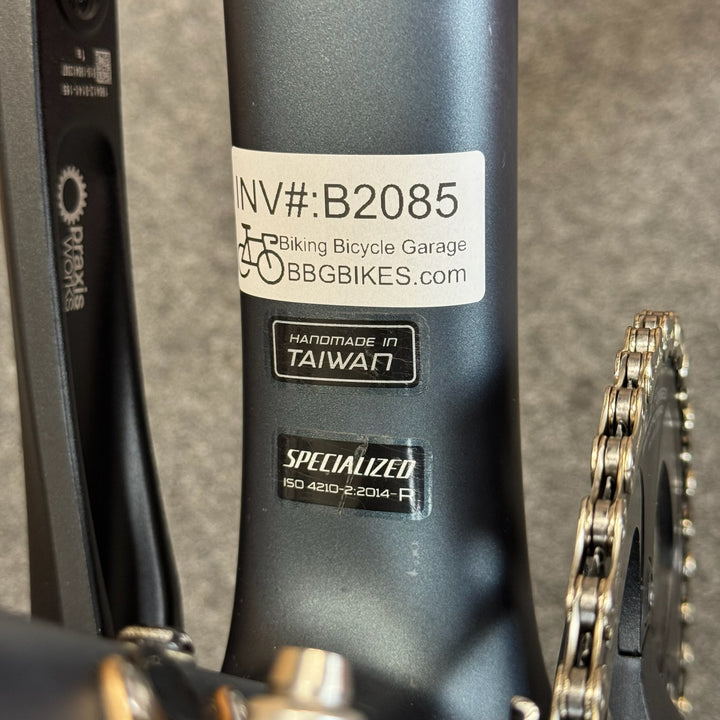 INV#:B2085
Biking Bicycle Garage
BBGBIKES.com
HANDMADE IN
TAIWAN
SPECIALIZED
ISO 4210-2:2014-R
praxis
works